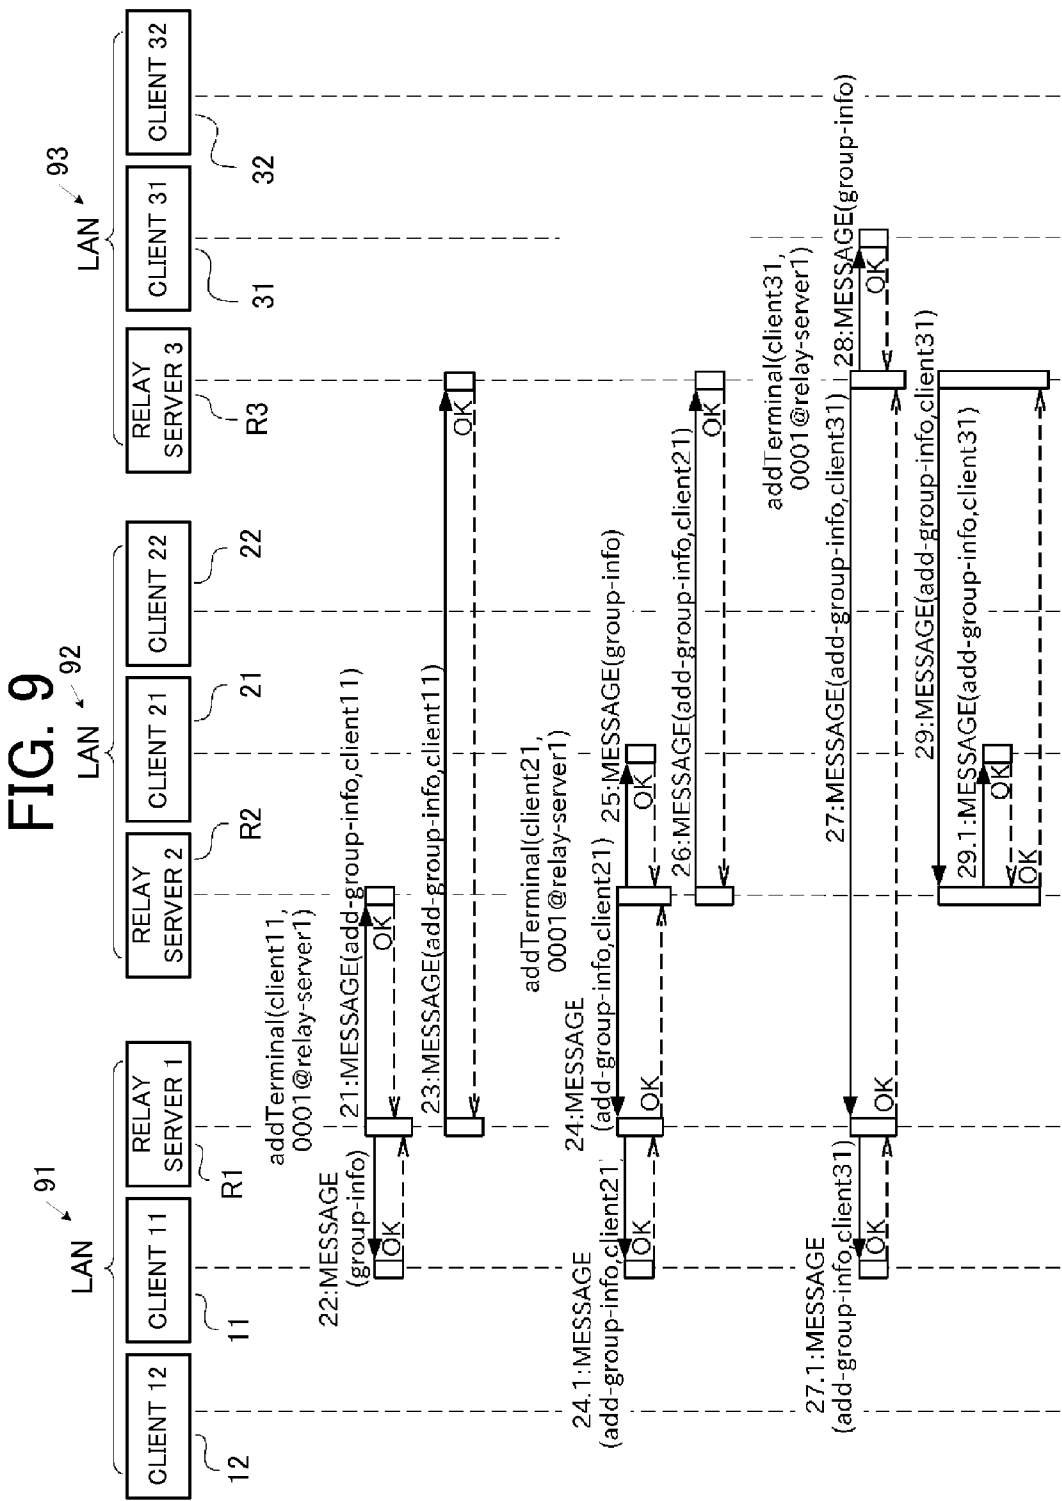 FIG. 9
LAN
91
LAN
92
LAN
93
CLIENT 12
CLIENT 11
RELAY
SERVER 1
RELAY
SERVER 2
CLIENT 21
CLIENT 22
RELAY
SERVER 3
CLIENT 31
CLIENT 32
12
11
R1
R2
21
22
R3
31
32
addTerminal(client11,
0001@relay-server1)
21:MESSAGE(add-group-info,client11)
OK
22:MESSAGE
(group-info)
OK
23:MESSAGE(add-group-info,client11)
OK
addTerminal(client21,
0001@relay-server1)
24:MESSAGE
(add-group-info,client21)
OK
24.1:MESSAGE
(add-group-info,client21
OK
25:MESSAGE(group-info)
OK
26:MESSAGE(add-group-info,client21)
OK
addTerminal(client31,
0001@relay-server1)
27:MESSAGE(add-group-info,client31)
OK
27.1:MESSAGE
(add-group-info,client31)
OK
28:MESSAGE(group-info)
OK
29:MESSAGE(add-group-info,client31)
29.1:MESSAGE(add-group-info,client31)
OK
OK